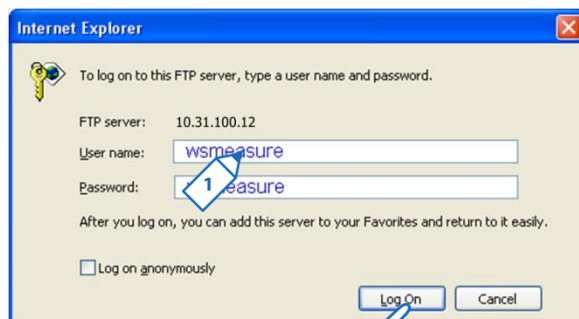 Internet Explorer
To log on to this FTP server, type a user name and password.
FTP server: 10.31.100.12
User name: wsmeasure
Password: easure
1
After you log on, you can add this server to your Favorites and return to it easily.
Log on anonymously
Log On Cancel